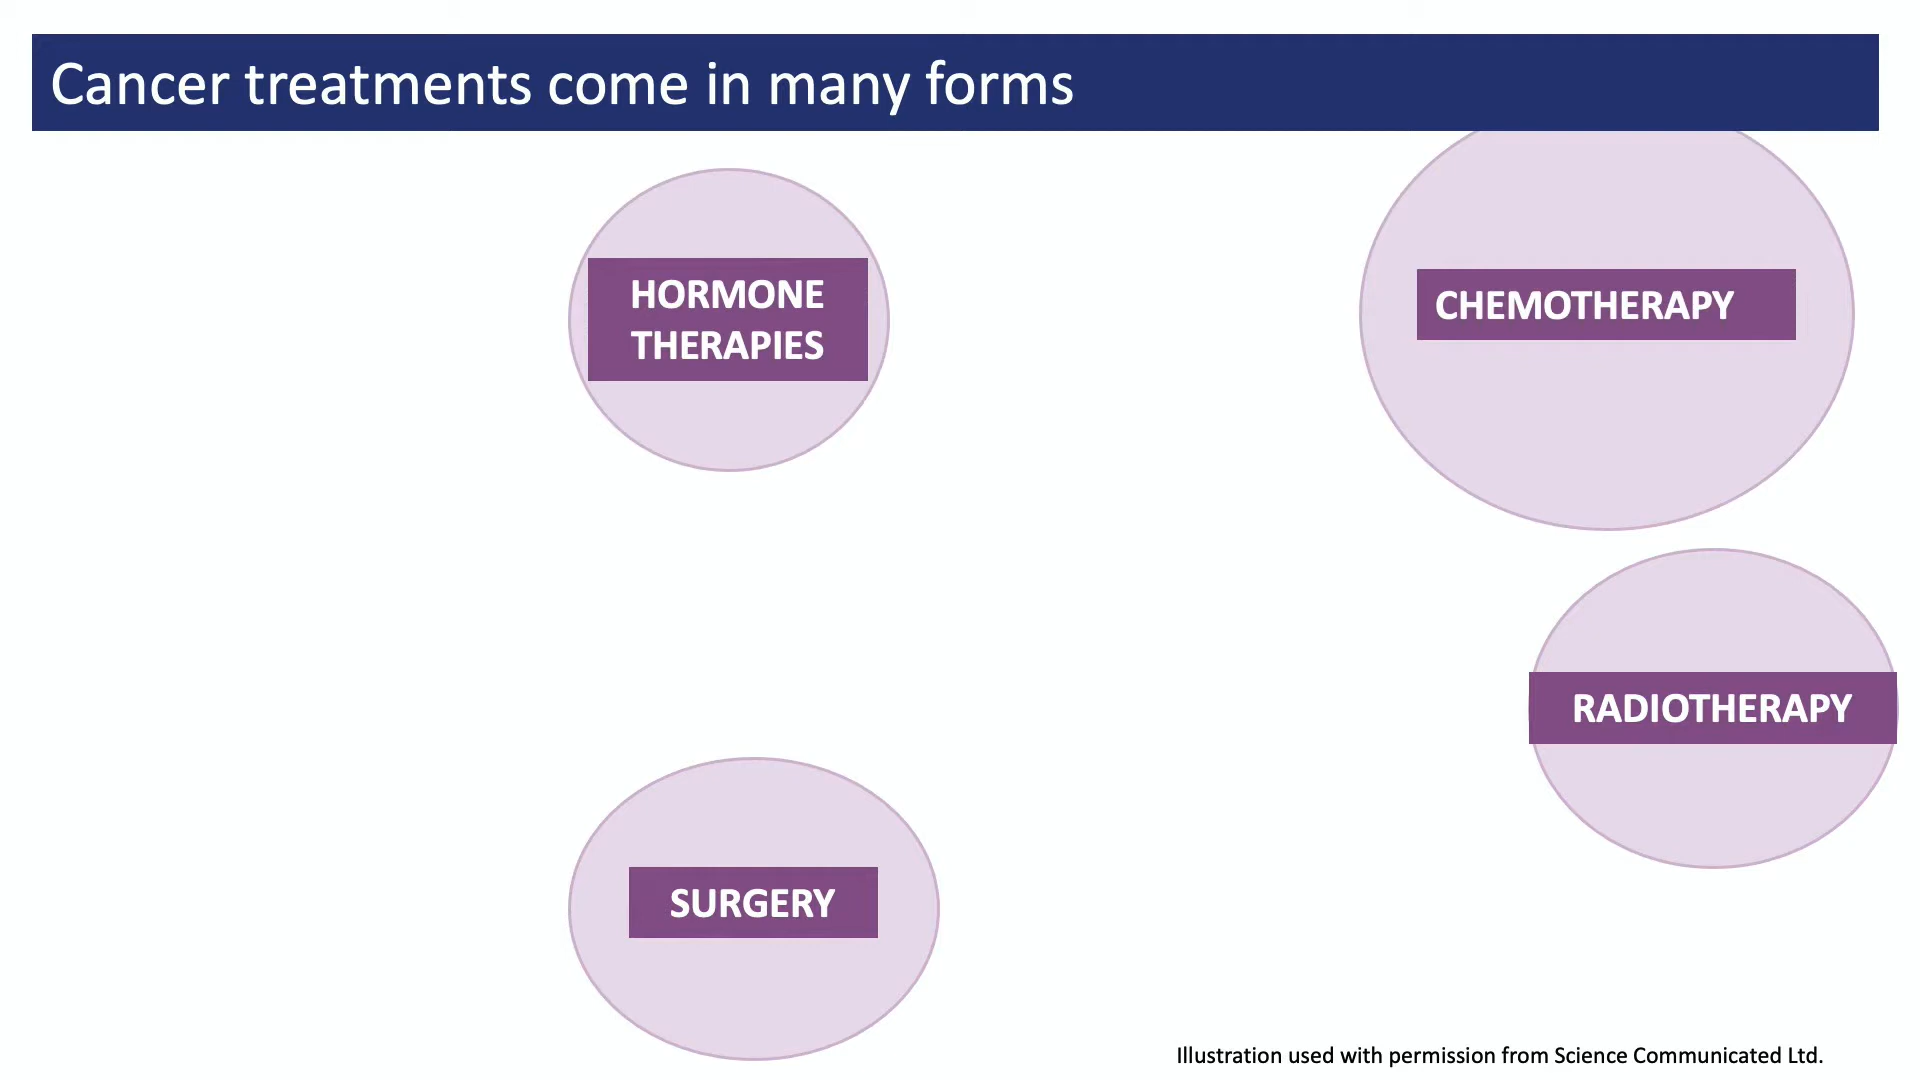 Cancer treatments come in many forms
HORMONE
THERAPIES
CHEMOTHERAPY
RADIOTHERAPY
SURGERY
Illustration used with permission from Science Communicated Ltd.